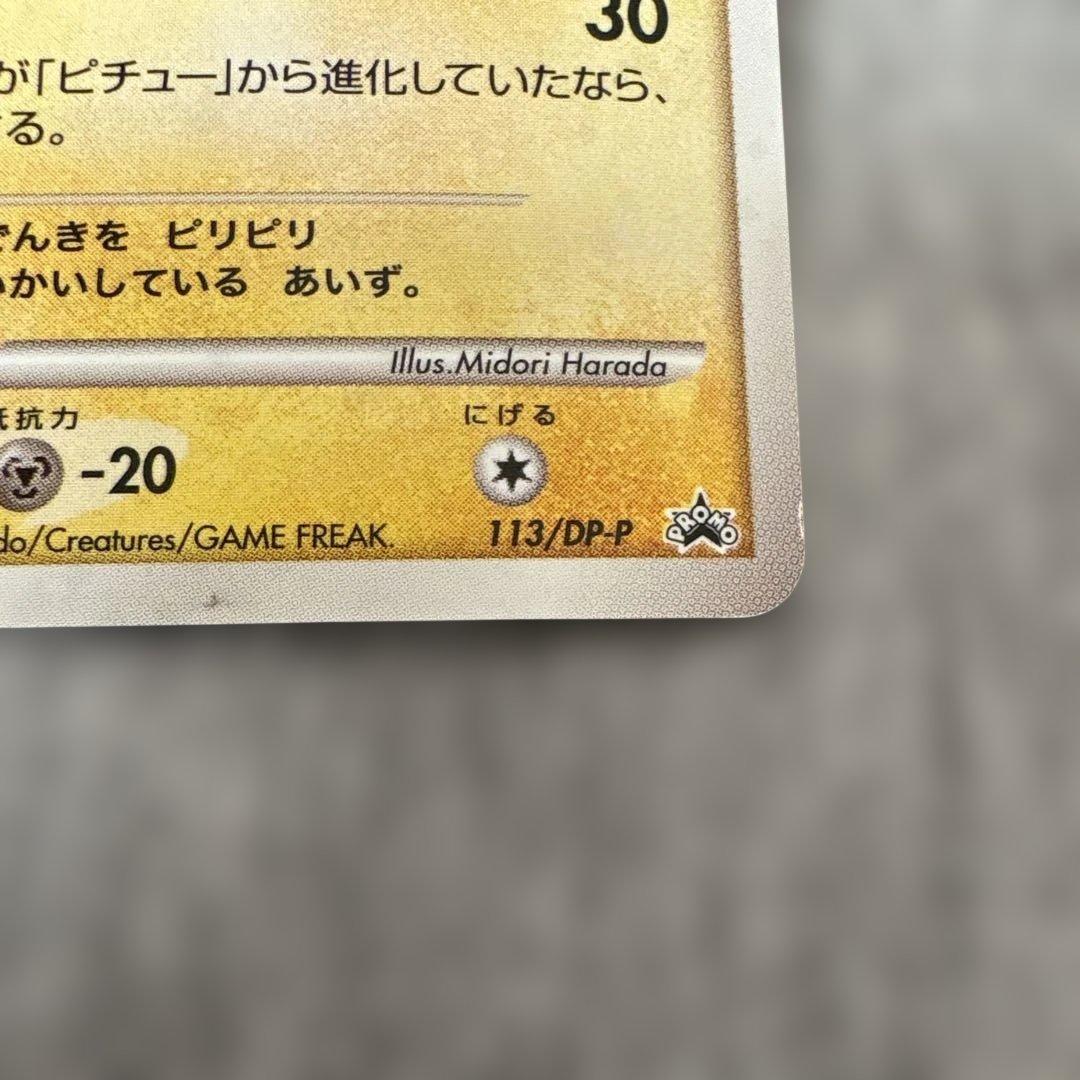 30
が「ピチュー」から進化していたなら、
る。
でんきを ピリピリ
いかいしている あいず。
Illus.Midori Harada
抵抗力 にげる
-20
do/Creatures/GAME FREAK. 113/DP-P PROMO